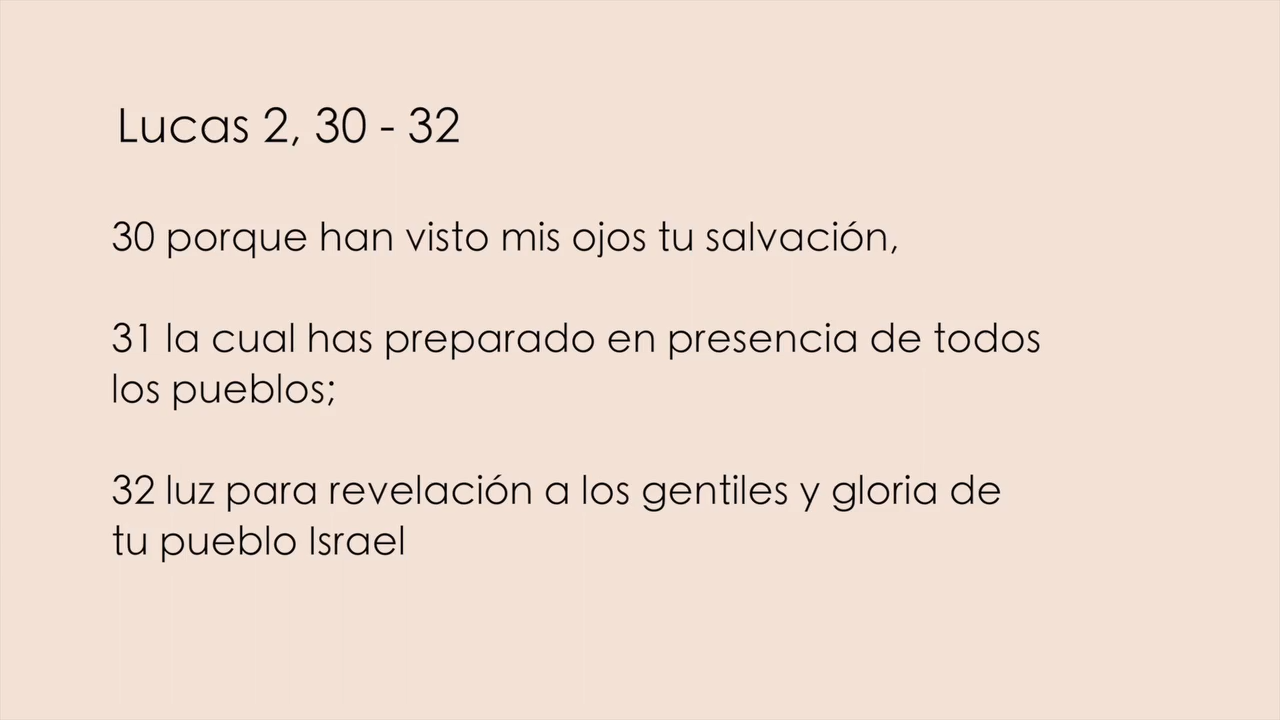 Lucas 2, 30 - 32
30 porque han visto mis ojos tu salvación,
31 la cual has preparado en presencia de todos
los pueblos;
32 luz para revelación a los gentiles y gloria de
tu pueblo Israel